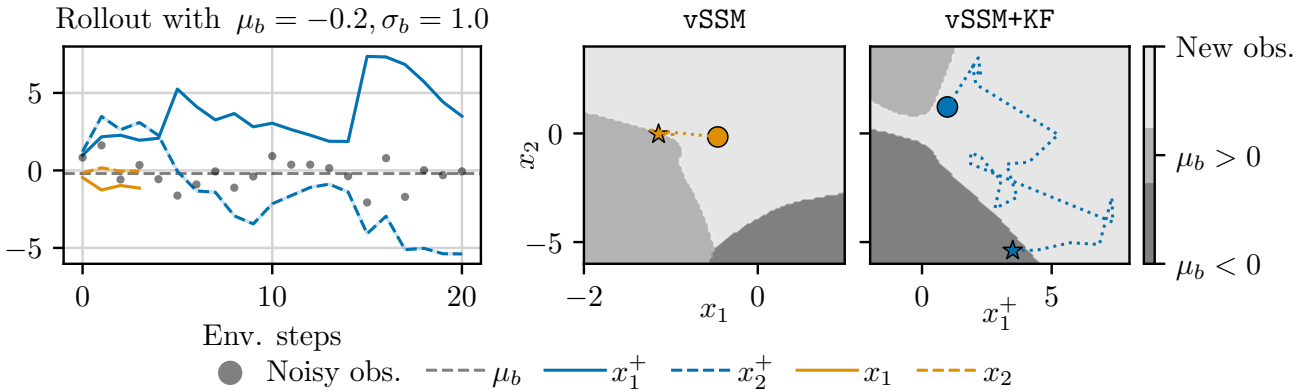 Rollout with μ_b = −0.2, σ_b = 1.0
5
0
−5
0
10
20
Env. steps
vSSM
x_2
0
−5
−2
0
x_1
vSSM+KF
0
5
x_1^+
New obs.
μ_b > 0
μ_b < 0
Noisy obs.
μ_b
x_1^+
x_2^+
x_1
x_2